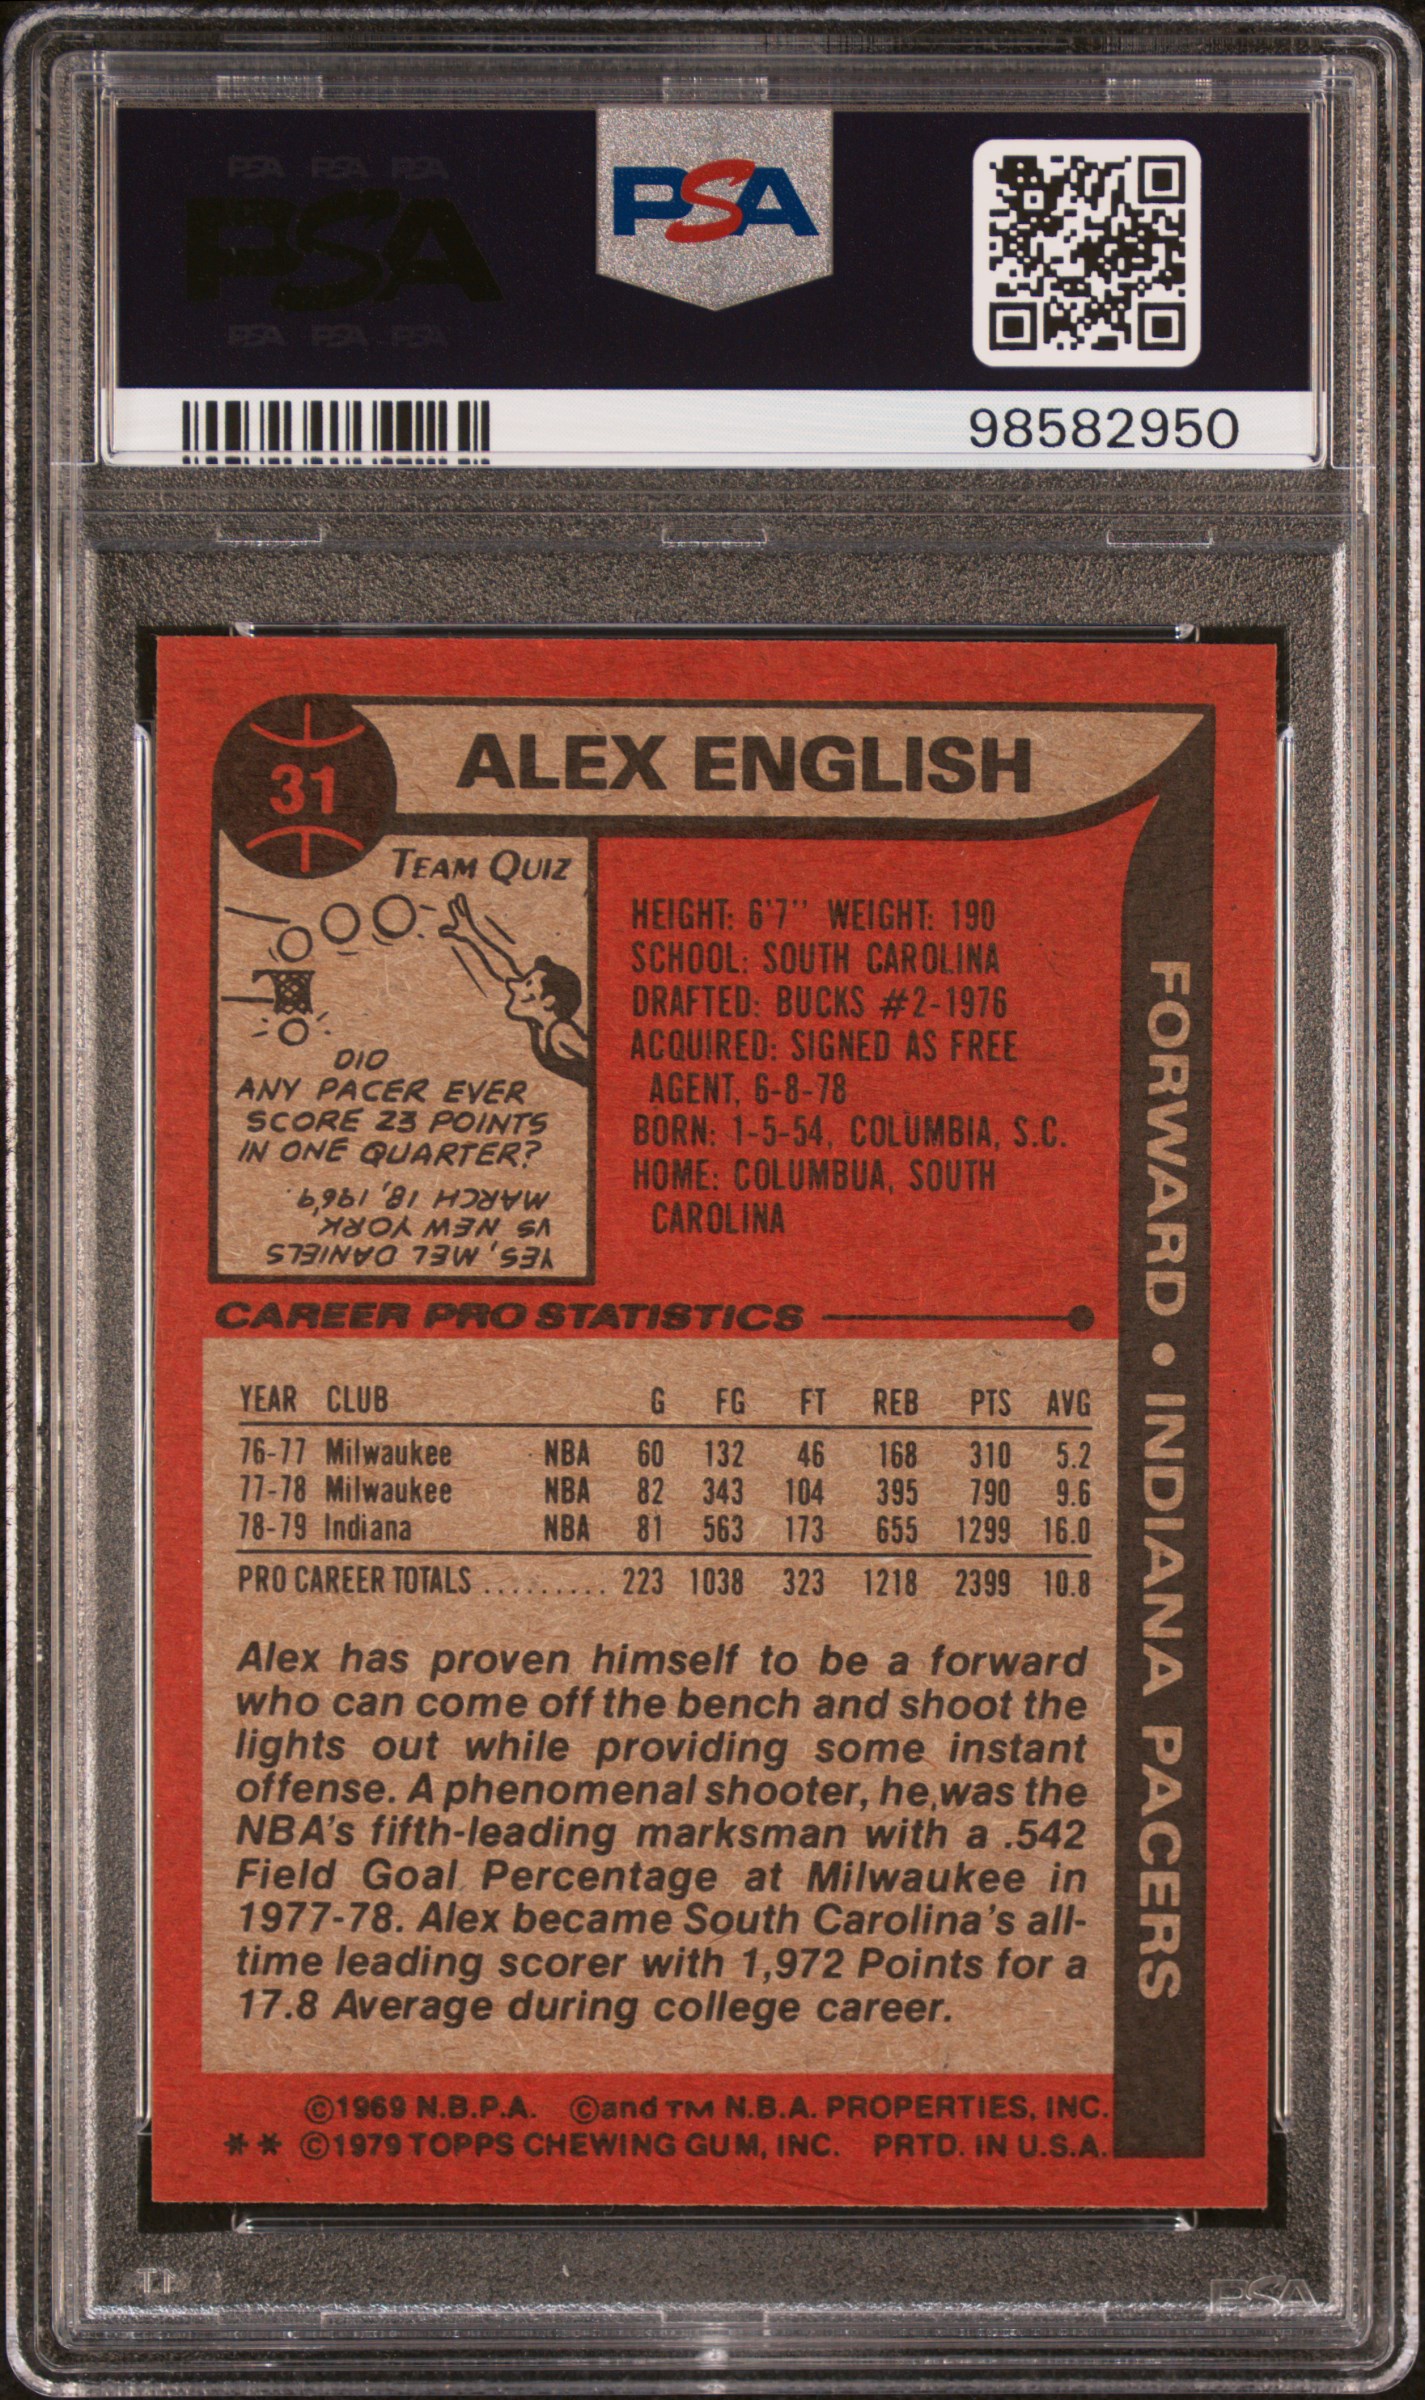 PSA PSA PSA
PSA
PSA PSA PSA
PSA
98582950
31
ALEX ENGLISH
TEAM QUIZ
DID
ANY PACER EVER
SCORE 23 POINTS
IN ONE QUARTER?
YES, MEL DANIELS
VS NEW YORK,
MARCH 18, 1969.
HEIGHT: 6'7" WEIGHT: 190
SCHOOL: SOUTH CAROLINA
DRAFTED: BUCKS #2-1976
ACQUIRED: SIGNED AS FREE
AGENT, 6-8-78
BORN: 1-5-54, COLUMBIA, S.C.
HOME: COLUMBUA, SOUTH
CAROLINA
FORWARD • INDIANA PACERS
CAREER PRO STATISTICS
YEAR CLUB G FG FT REB PTS AVG
76-77 Milwaukee NBA 60 132 46 168 310 5.2
77-78 Milwaukee NBA 82 343 104 395 790 9.6
78-79 Indiana NBA 81 563 173 655 1299 16.0
PRO CAREER TOTALS .......... 223 1038 323 1218 2399 10.8
Alex has proven himself to be a forward
who can come off the bench and shoot the
lights out while providing some instant
offense. A phenomenal shooter, he was the
NBA's fifth-leading marksman with a .542
Field Goal Percentage at Milwaukee in
1977-78. Alex became South Carolina's all-
time leading scorer with 1,972 Points for a
17.8 Average during college career.
©1969 N.B.P.A. ©and TM N.B.A. PROPERTIES, INC.
** ©1979 TOPPS CHEWING GUM, INC. PRTD. IN U.S.A.
PSA